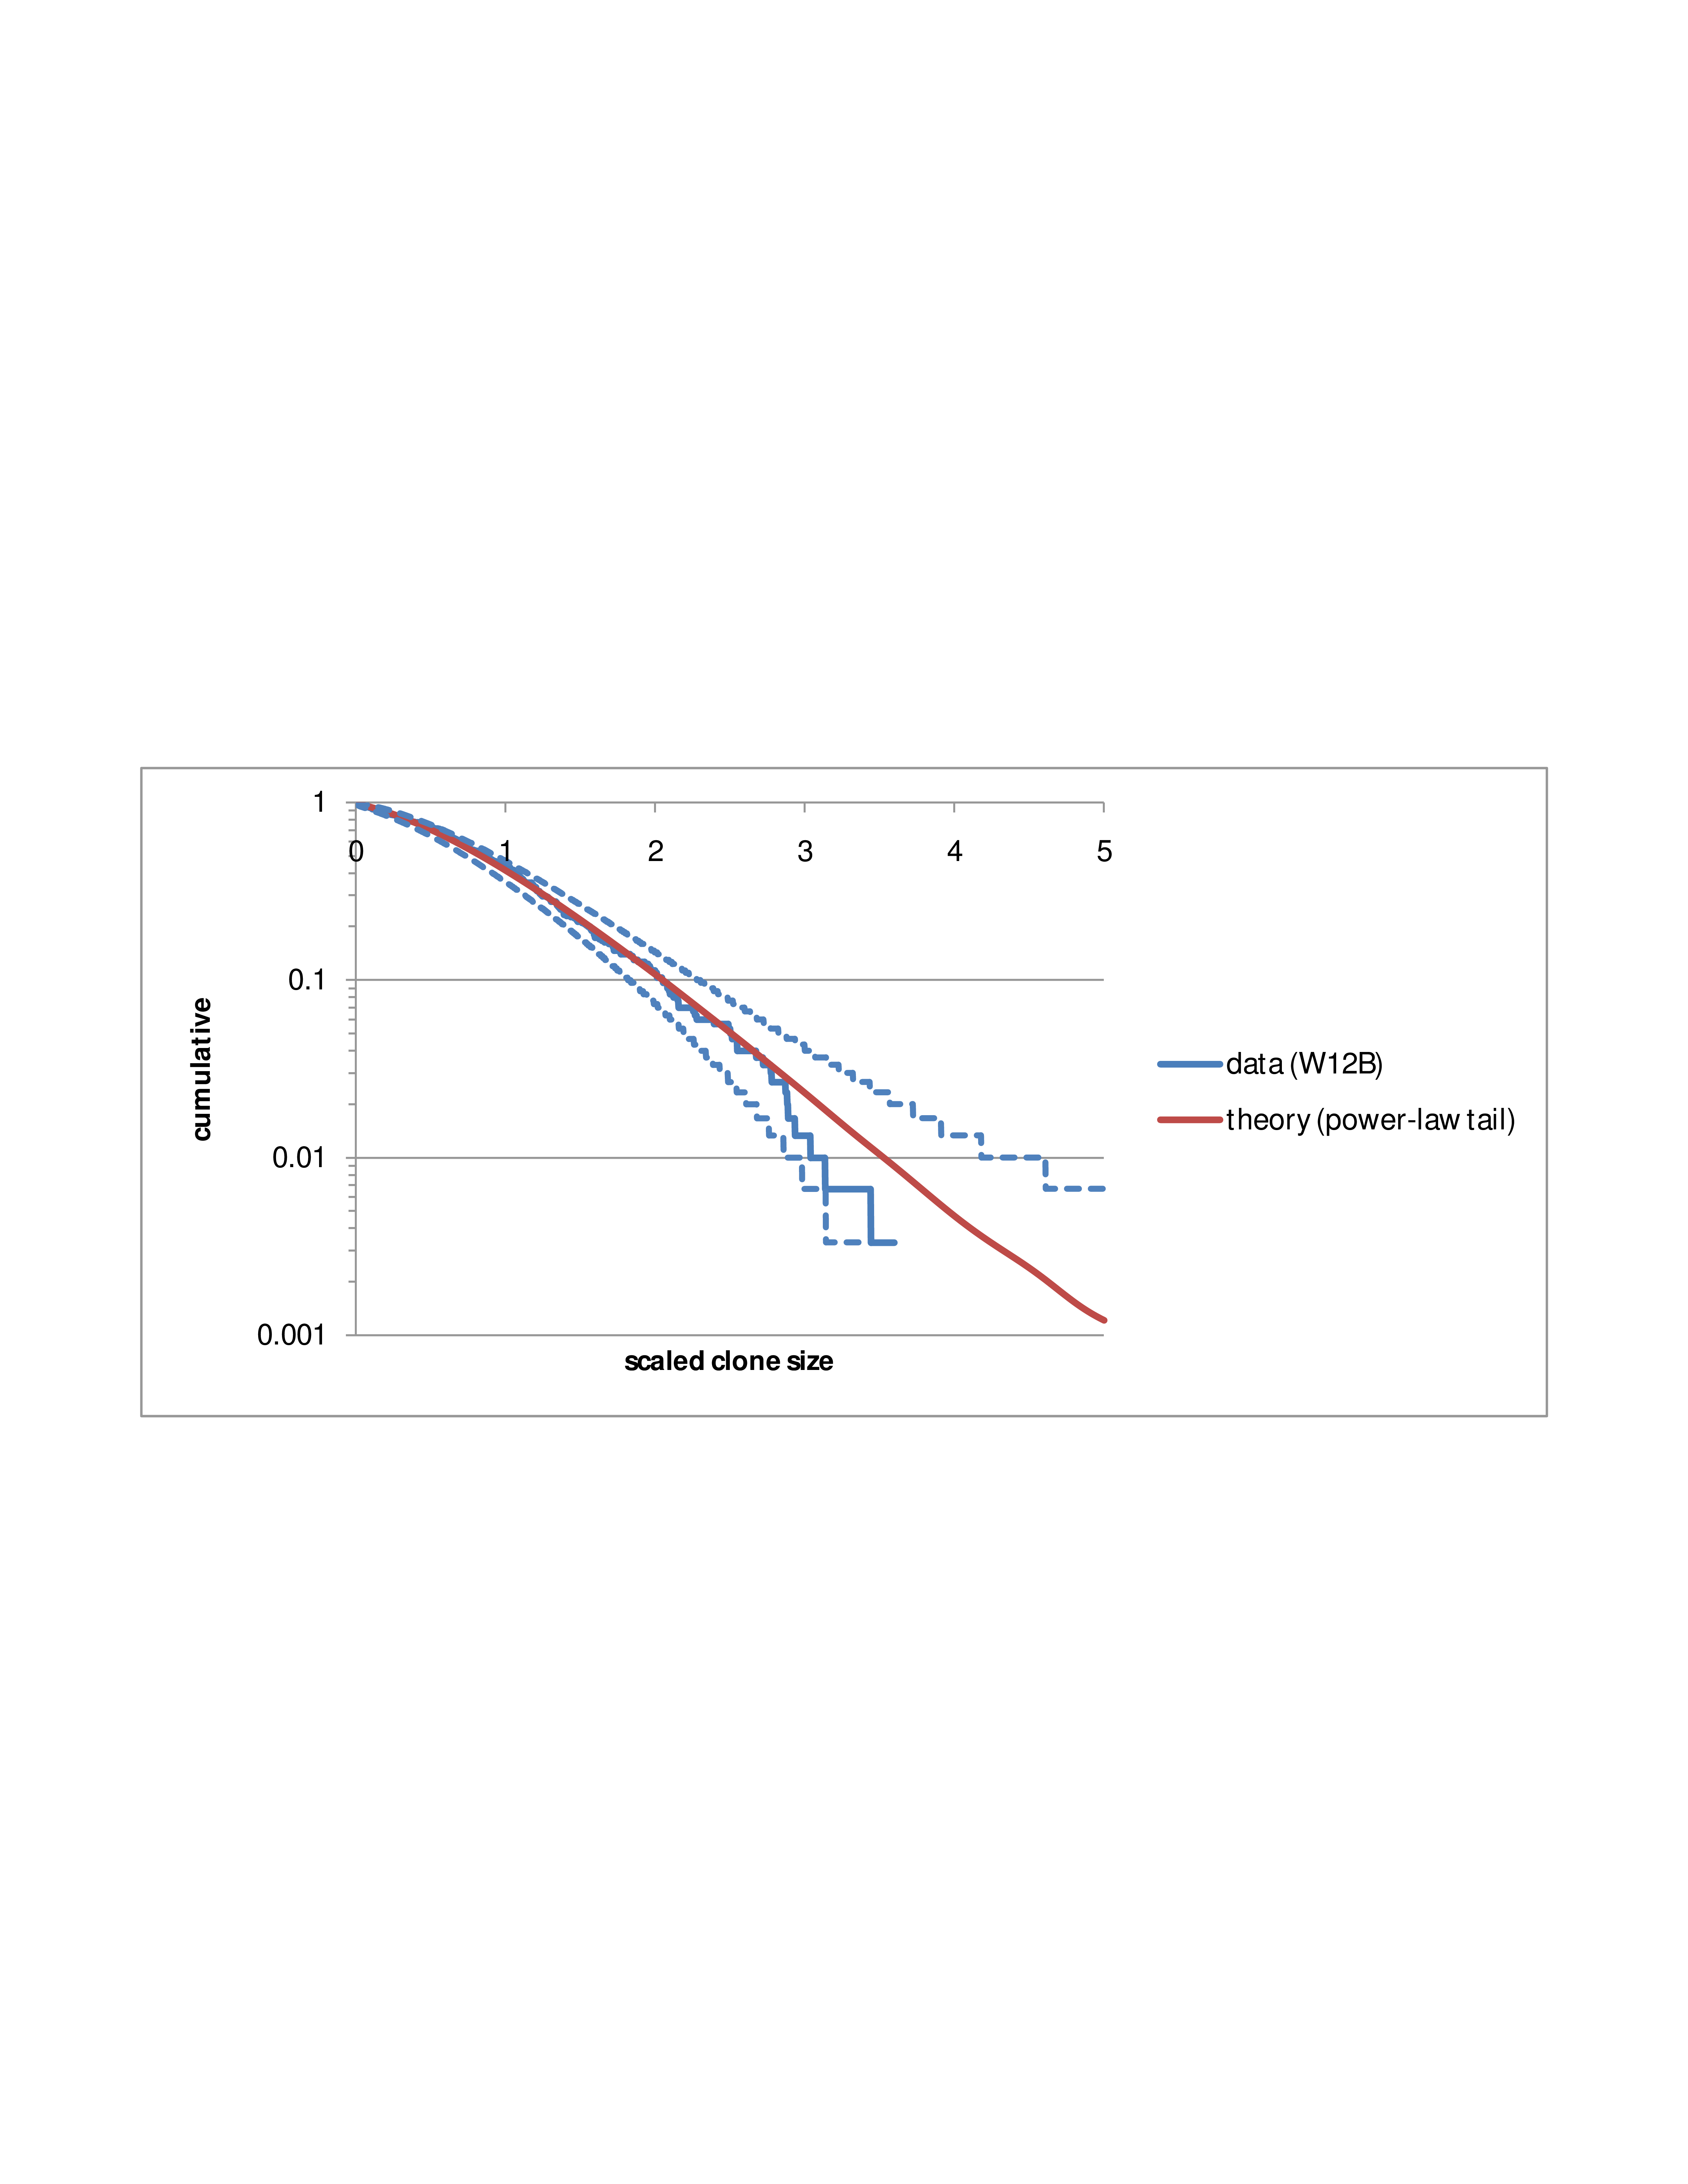 1
0 1 2 3 4 5
0.1
cumulative
data (W12B)
theory (power-law tail)
0.01
0.001
scaled clone size